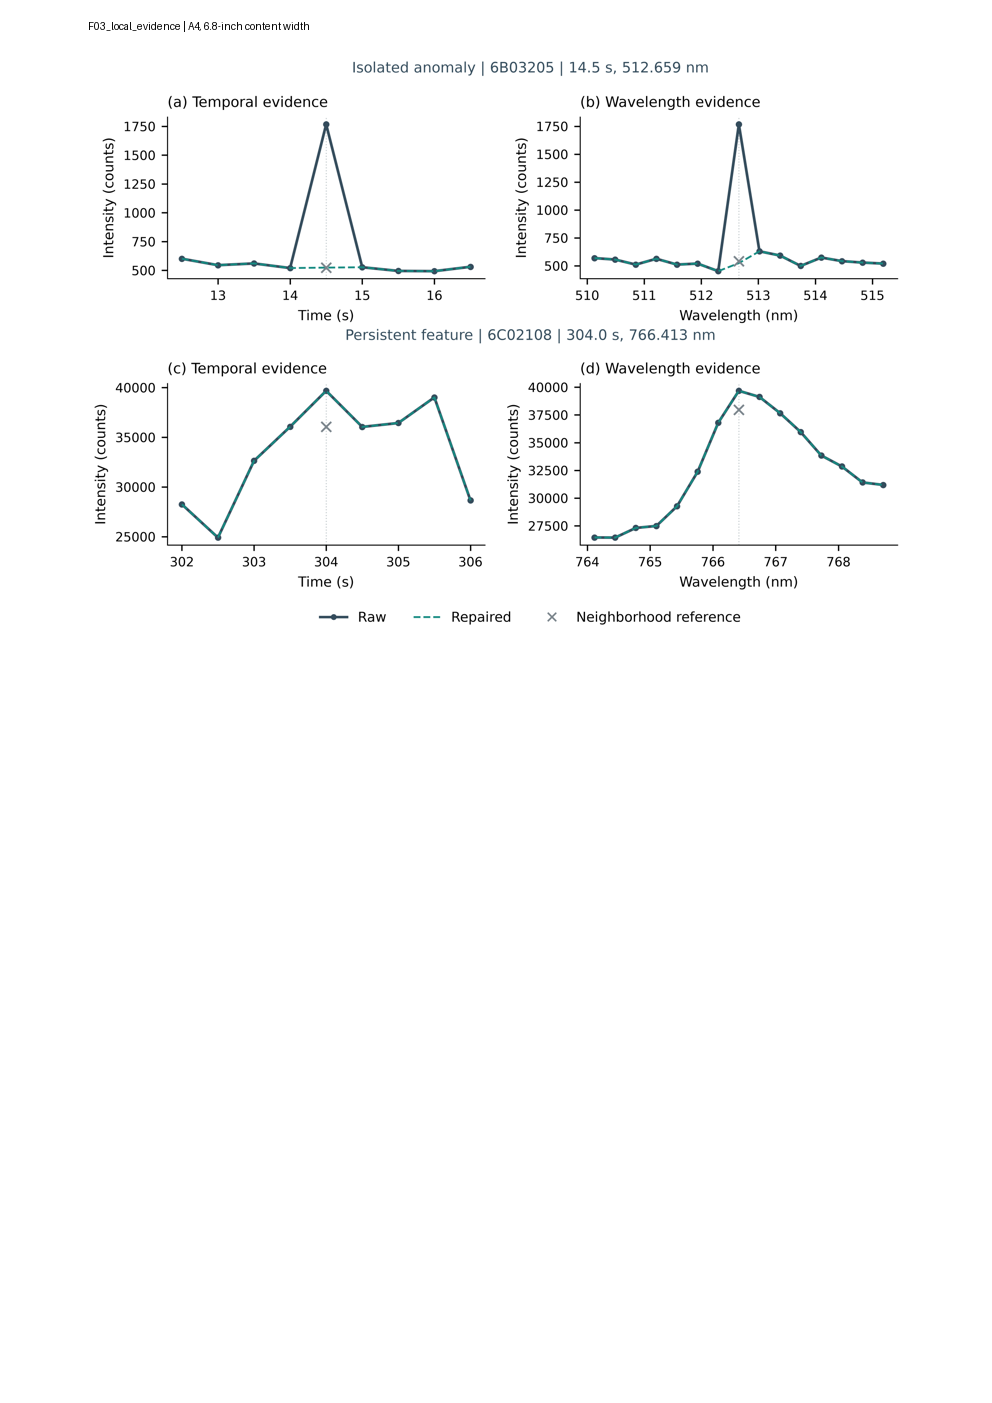 F03_local_evidence | A4, 6.8-inch content width
Isolated anomaly | 6B03205 | 14.5 s, 512.659 nm
(a) Temporal evidence
Intensity (counts)
1750
1500
1250
1000
750
500
13 14 15 16
Time (s)
(b) Wavelength evidence
Intensity (counts)
1750
1500
1250
1000
750
500
510 511 512 513 514 515
Wavelength (nm)
Persistent feature | 6C02108 | 304.0 s, 766.413 nm
(c) Temporal evidence
Intensity (counts)
40000
35000
30000
25000
302 303 304 305 306
Time (s)
(d) Wavelength evidence
Intensity (counts)
40000
37500
35000
32500
30000
27500
764 765 766 767 768
Wavelength (nm)
Raw Repaired Neighborhood reference